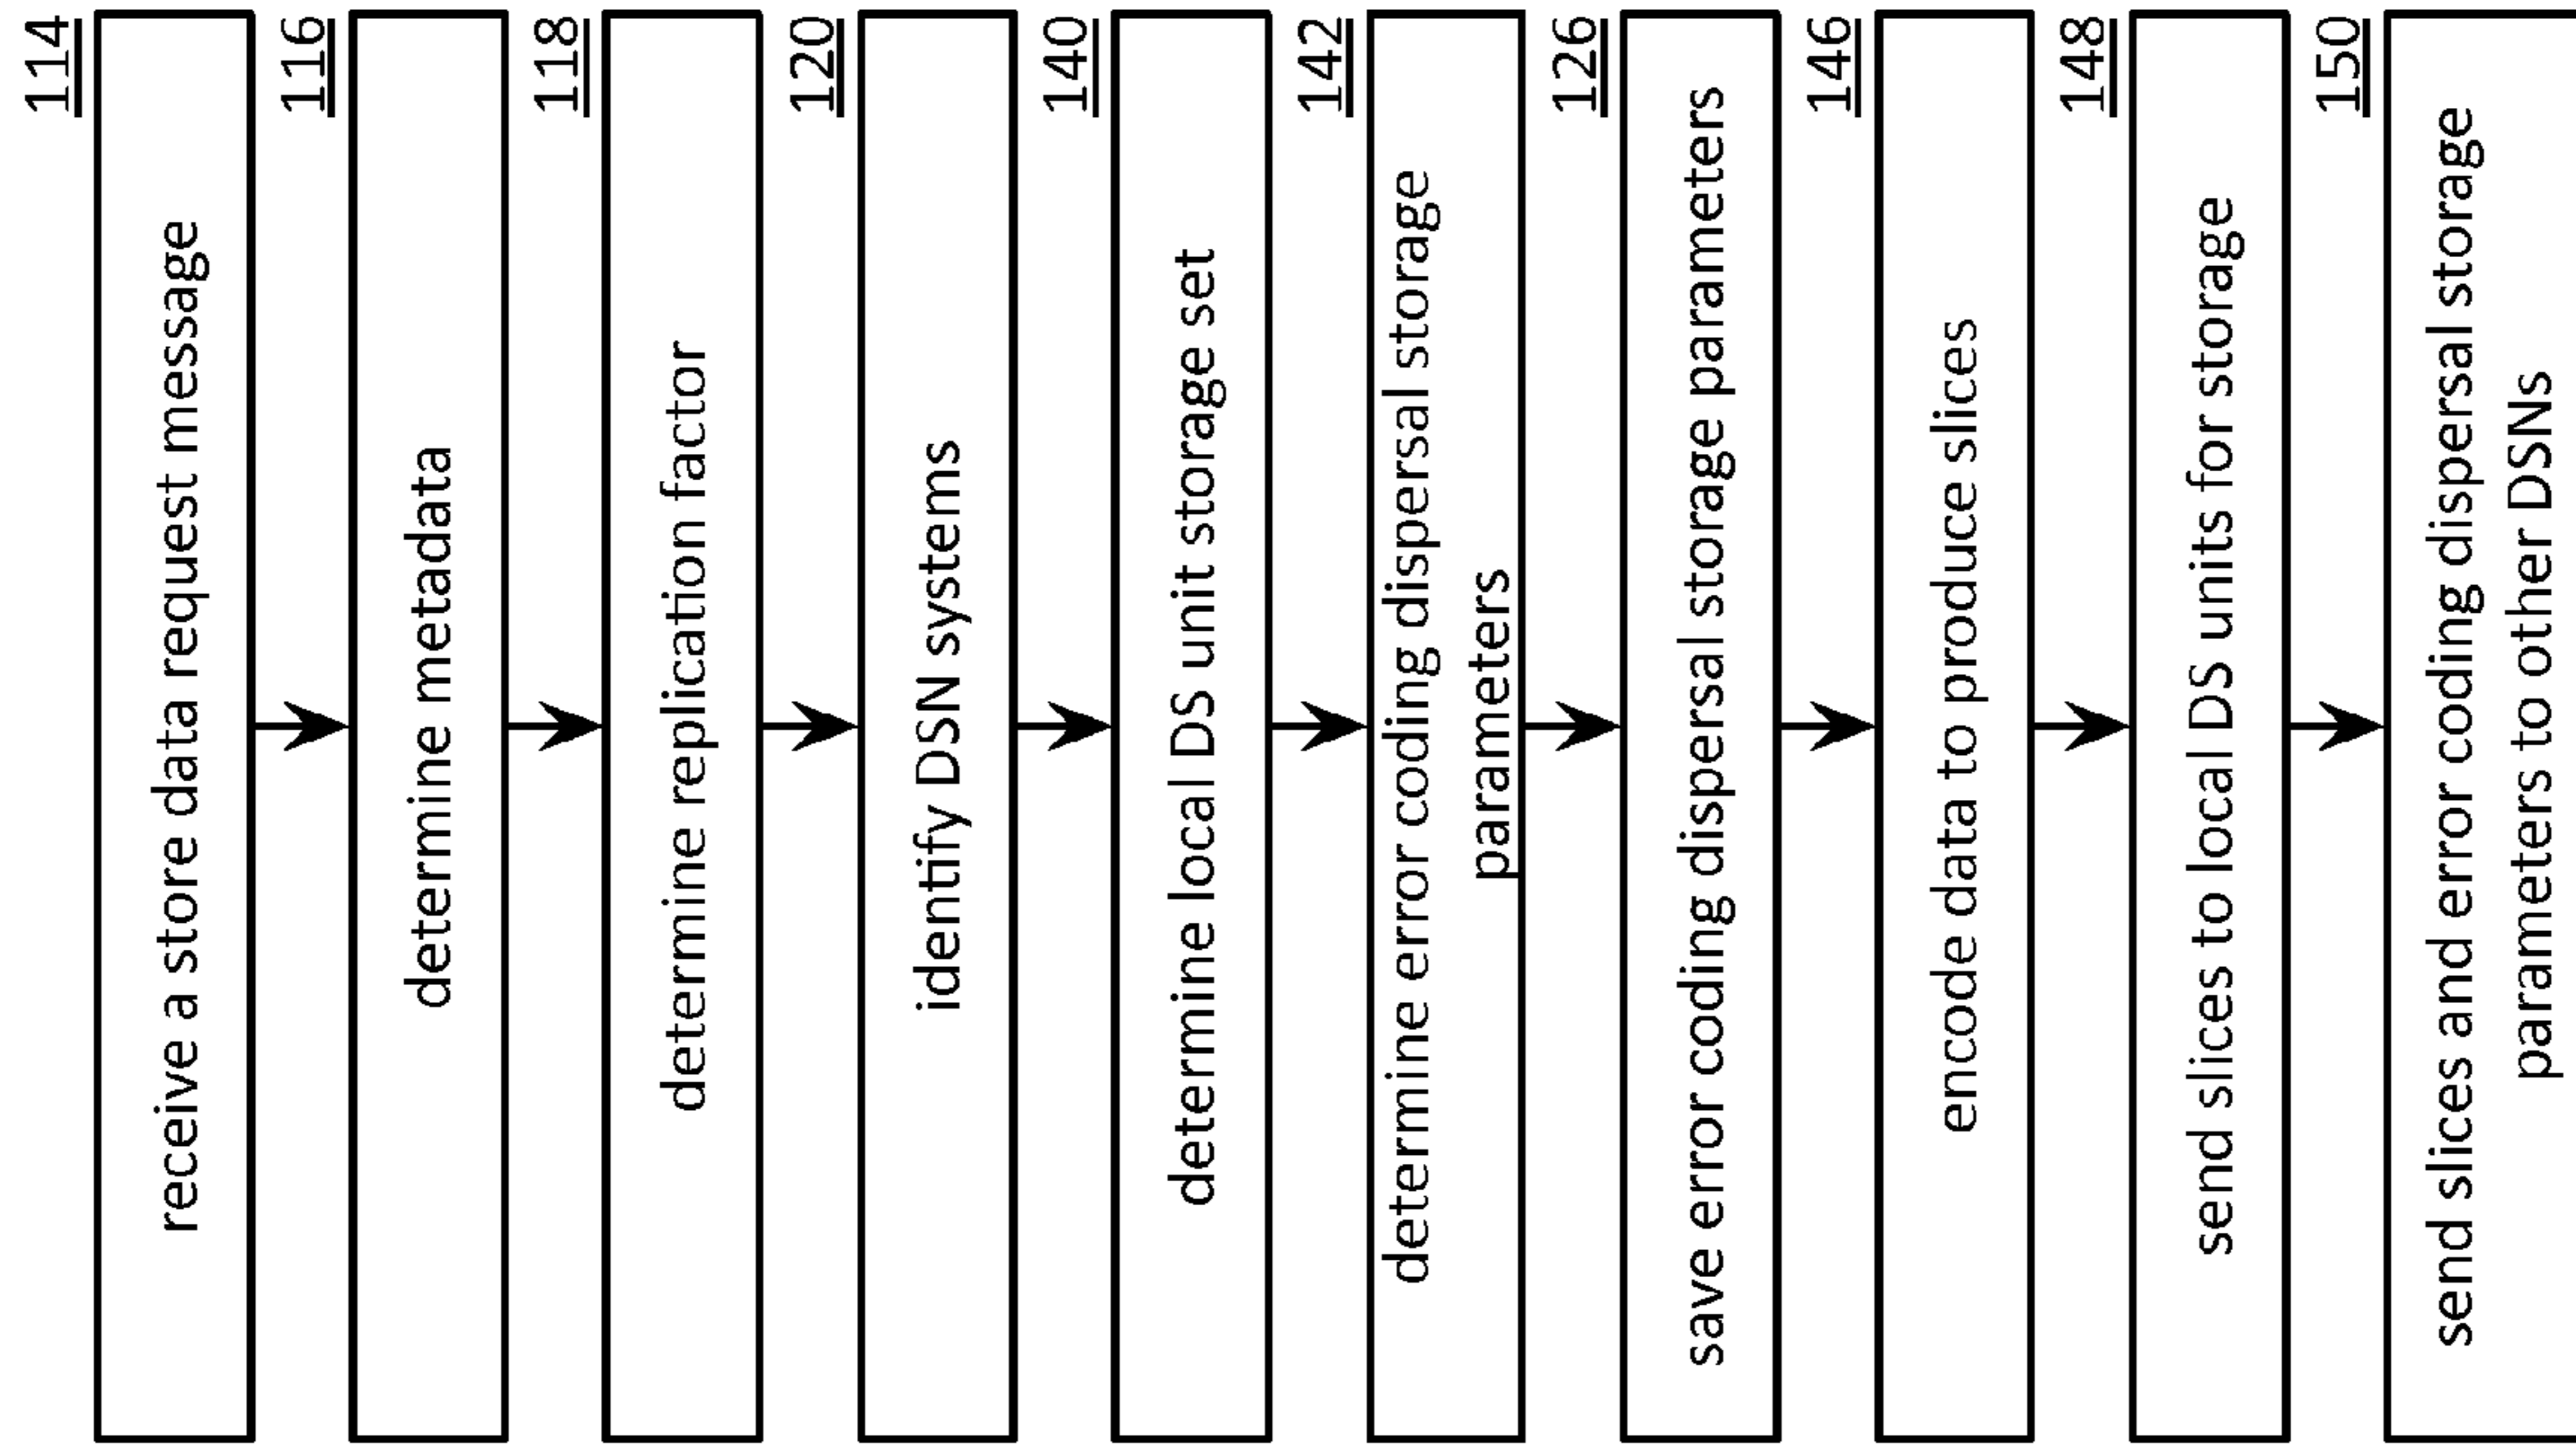 114
receive a store data request message
116
determine metadata
118
determine replication factor
120
identify DSN systems
140
determine local DS unit storage set
142
determine error coding dispersal storage
parameters
126
save error coding dispersal storage parameters
146
encode data to produce slices
148
send slices to local DS units for storage
150
send slices and error coding dispersal storage
parameters to other DSNs